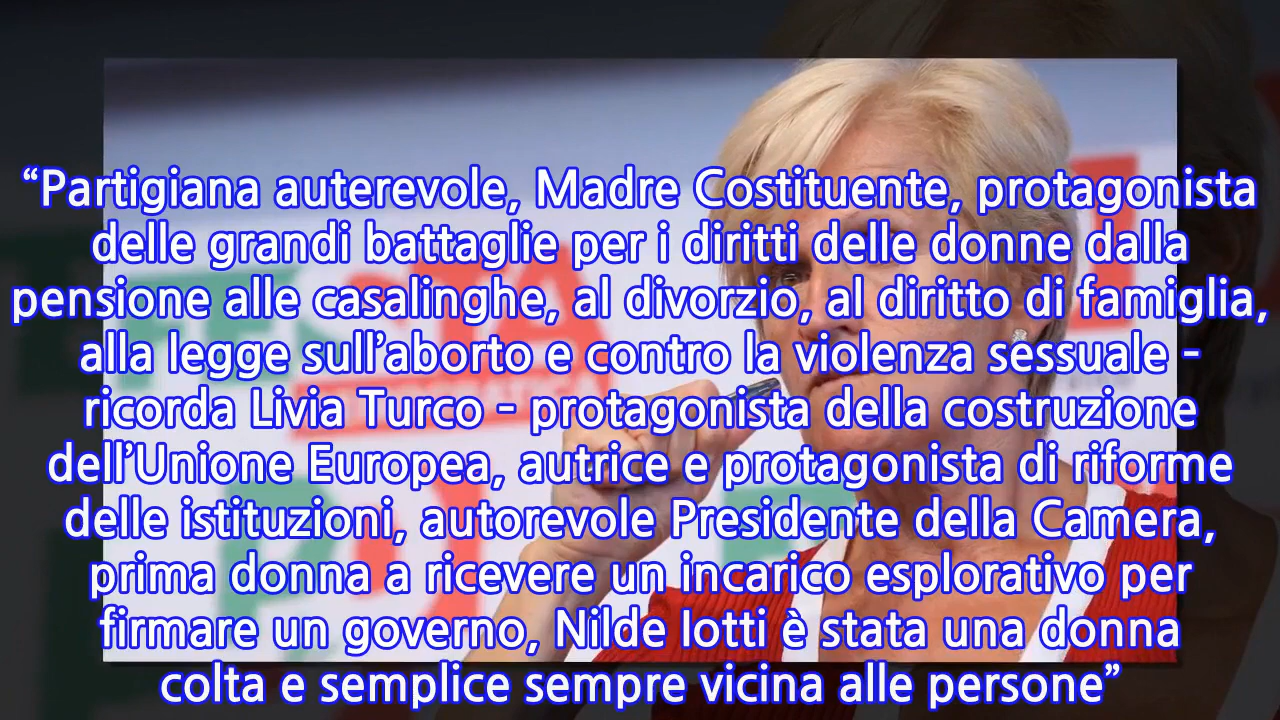 “Partigiana auterevole, Madre Costituente, protagonista
delle grandi battaglie per i diritti delle donne dalla
pensione alle casalinghe, al divorzio, al diritto di famiglia,
alla legge sull’aborto e contro la violenza sessuale -
ricorda Livia Turco - protagonista della costruzione
dell’Unione Europea, autrice e protagonista di riforme
delle istituzioni, autorevole Presidente della Camera,
prima donna a ricevere un incarico esplorativo per
firmare un governo, Nilde Iotti è stata una donna
colta e semplice sempre vicina alle persone”